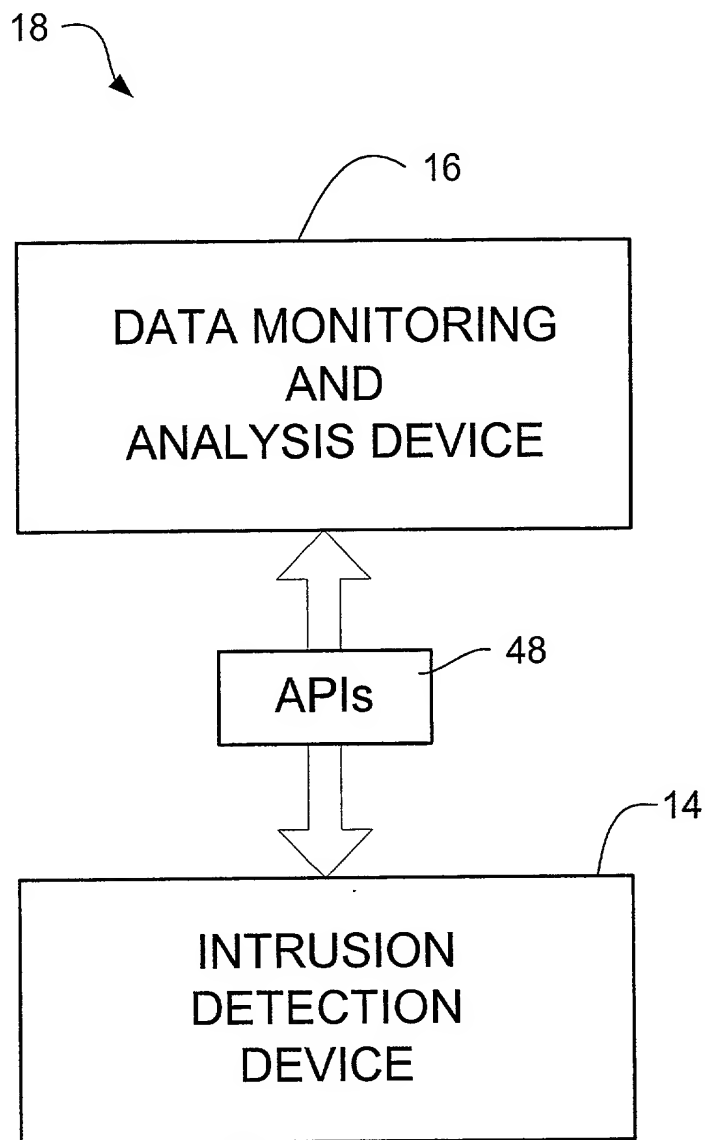 18
16
DATA MONITORING
AND
ANALYSIS DEVICE
48
APIs
14
INTRUSION
DETECTION
DEVICE